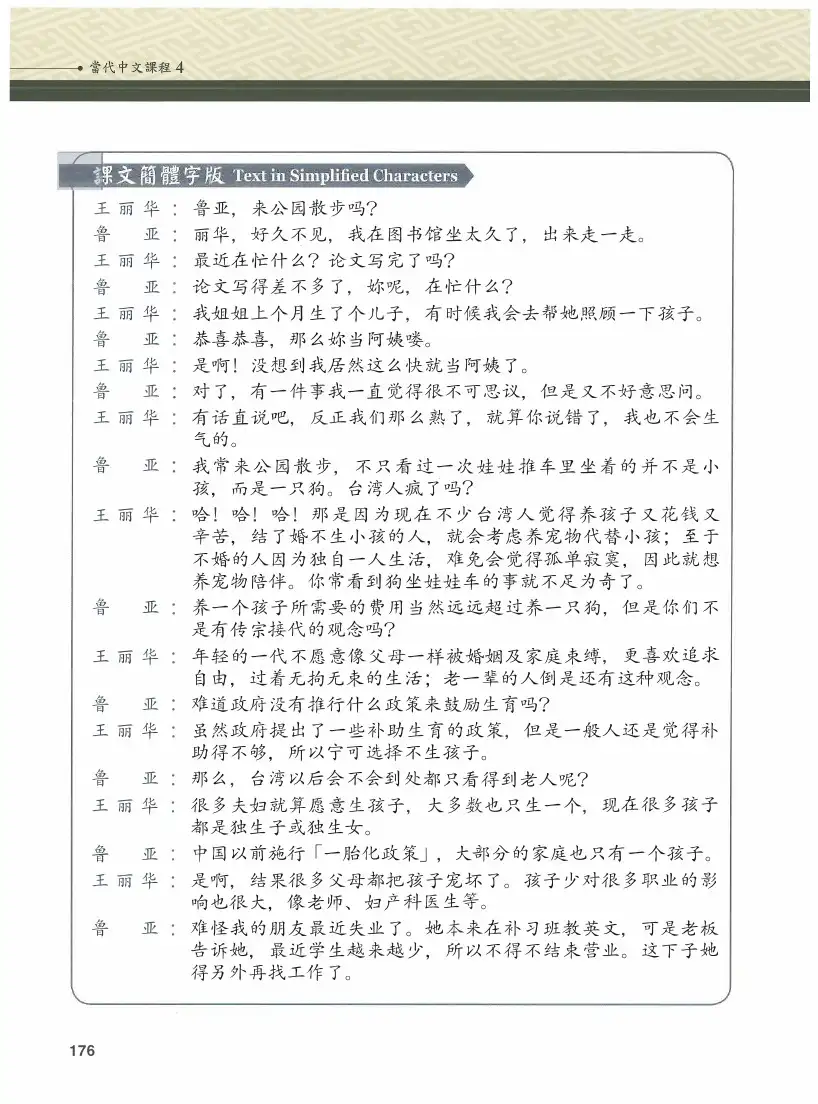 當代中文課程 4
課文簡體字版 Text in Simplified Characters
王丽华：鲁亚，来公园散步吗？
鲁亚：丽华，好久不见，我在图书馆坐太久了，出来走一走。
王丽华：最近在忙什么？论文写完了吗？
鲁亚：论文写得差不多了，妳呢，在忙什么？
王丽华：我姐姐上个月生了个儿子，有时候我会去帮她照顾一下孩子。
鲁亚：恭喜恭喜，那么妳当阿姨喽。
王丽华：是啊！没想到我居然这么快就当阿姨了。
鲁亚：对了，有一件事我一直觉得很不可思议，但是又不好意思问。
王丽华：有话直说吧，反正我们那么熟了，就算你说错了，我也不会生
气的。
鲁亚：我常来公园散步，不只看过一次娃娃推车里坐着的并不是小
孩，而是一只狗。台湾人疯了吗？
王丽华：哈！哈！哈！那是因为现在不少台湾人觉得养孩子又花钱又
辛苦，结了婚不生小孩的人，就会考虑养宠物代替小孩；至于
不婚的人因为独自一人生活，难免会觉得孤单寂寞，因此就想
养宠物陪伴。你常看到狗坐娃娃车的事就不足为奇了。
鲁亚：养一个孩子所需要的费用当然远远超过养一只狗，但是你们不
是有传宗接代的观念吗？
王丽华：年轻的一代不愿意像父母一样被婚姻及家庭束缚，更喜欢追求
自由，过着无拘无束的生活；老一辈的人倒是还有这种观念。
鲁亚：难道政府没有推行什么政策来鼓励生育吗？
王丽华：虽然政府提出了一些补助生育的政策，但是一般人还是觉得补
助得不够，所以宁可选择不生孩子。
鲁亚：那么，台湾以后会不会到处都只看得到老人呢？
王丽华：很多夫妇就算愿意生孩子，大多数也只生一个，现在很多孩子
都是独生子或独生女。
鲁亚：中国以前施行「一胎化政策」，大部分的家庭也只有一个孩子。
王丽华：是啊，结果很多父母都把孩子宠坏了。孩子少对很多职业的影
响也很大，像老师、妇产科医生等。
鲁亚：难怪我的朋友最近失业了。她本来在补习班教英文，可是老板
告诉她，最近学生越来越少，所以不得不结束营业。这下子她
得另外再找工作了。
176